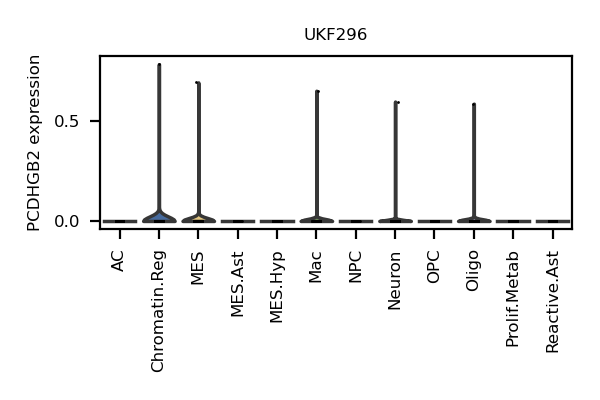 UKF296
PCDHGB2 expression
0.5
0.0
AC
Chromatin.Reg
MES
MES.Ast
MES.Hyp
Mac
NPC
Neuron
OPC
Oligo
Prolif.Metab
Reactive.Ast